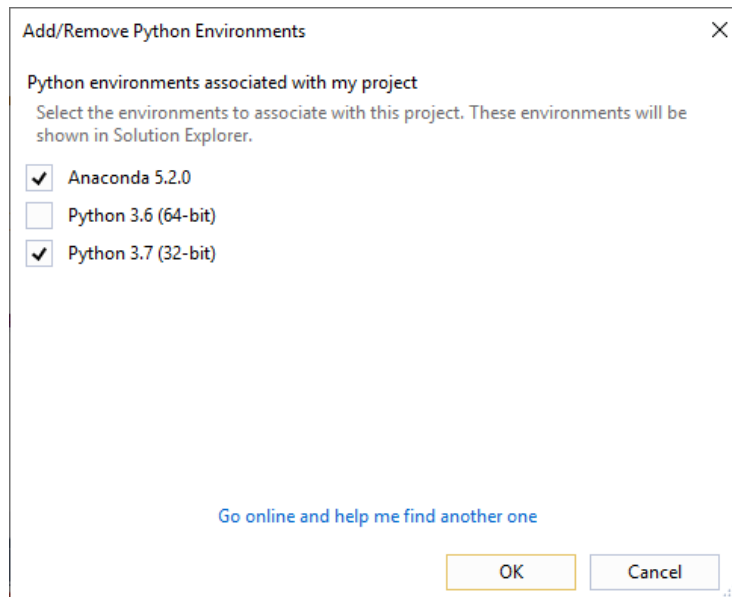 Add/Remove Python Environments
Python environments associated with my project
Select the environments to associate with this project. These environments will be
shown in Solution Explorer.
Anaconda 5.2.0
Python 3.6 (64-bit)
Python 3.7 (32-bit)
Go online and help me find another one
OK Cancel